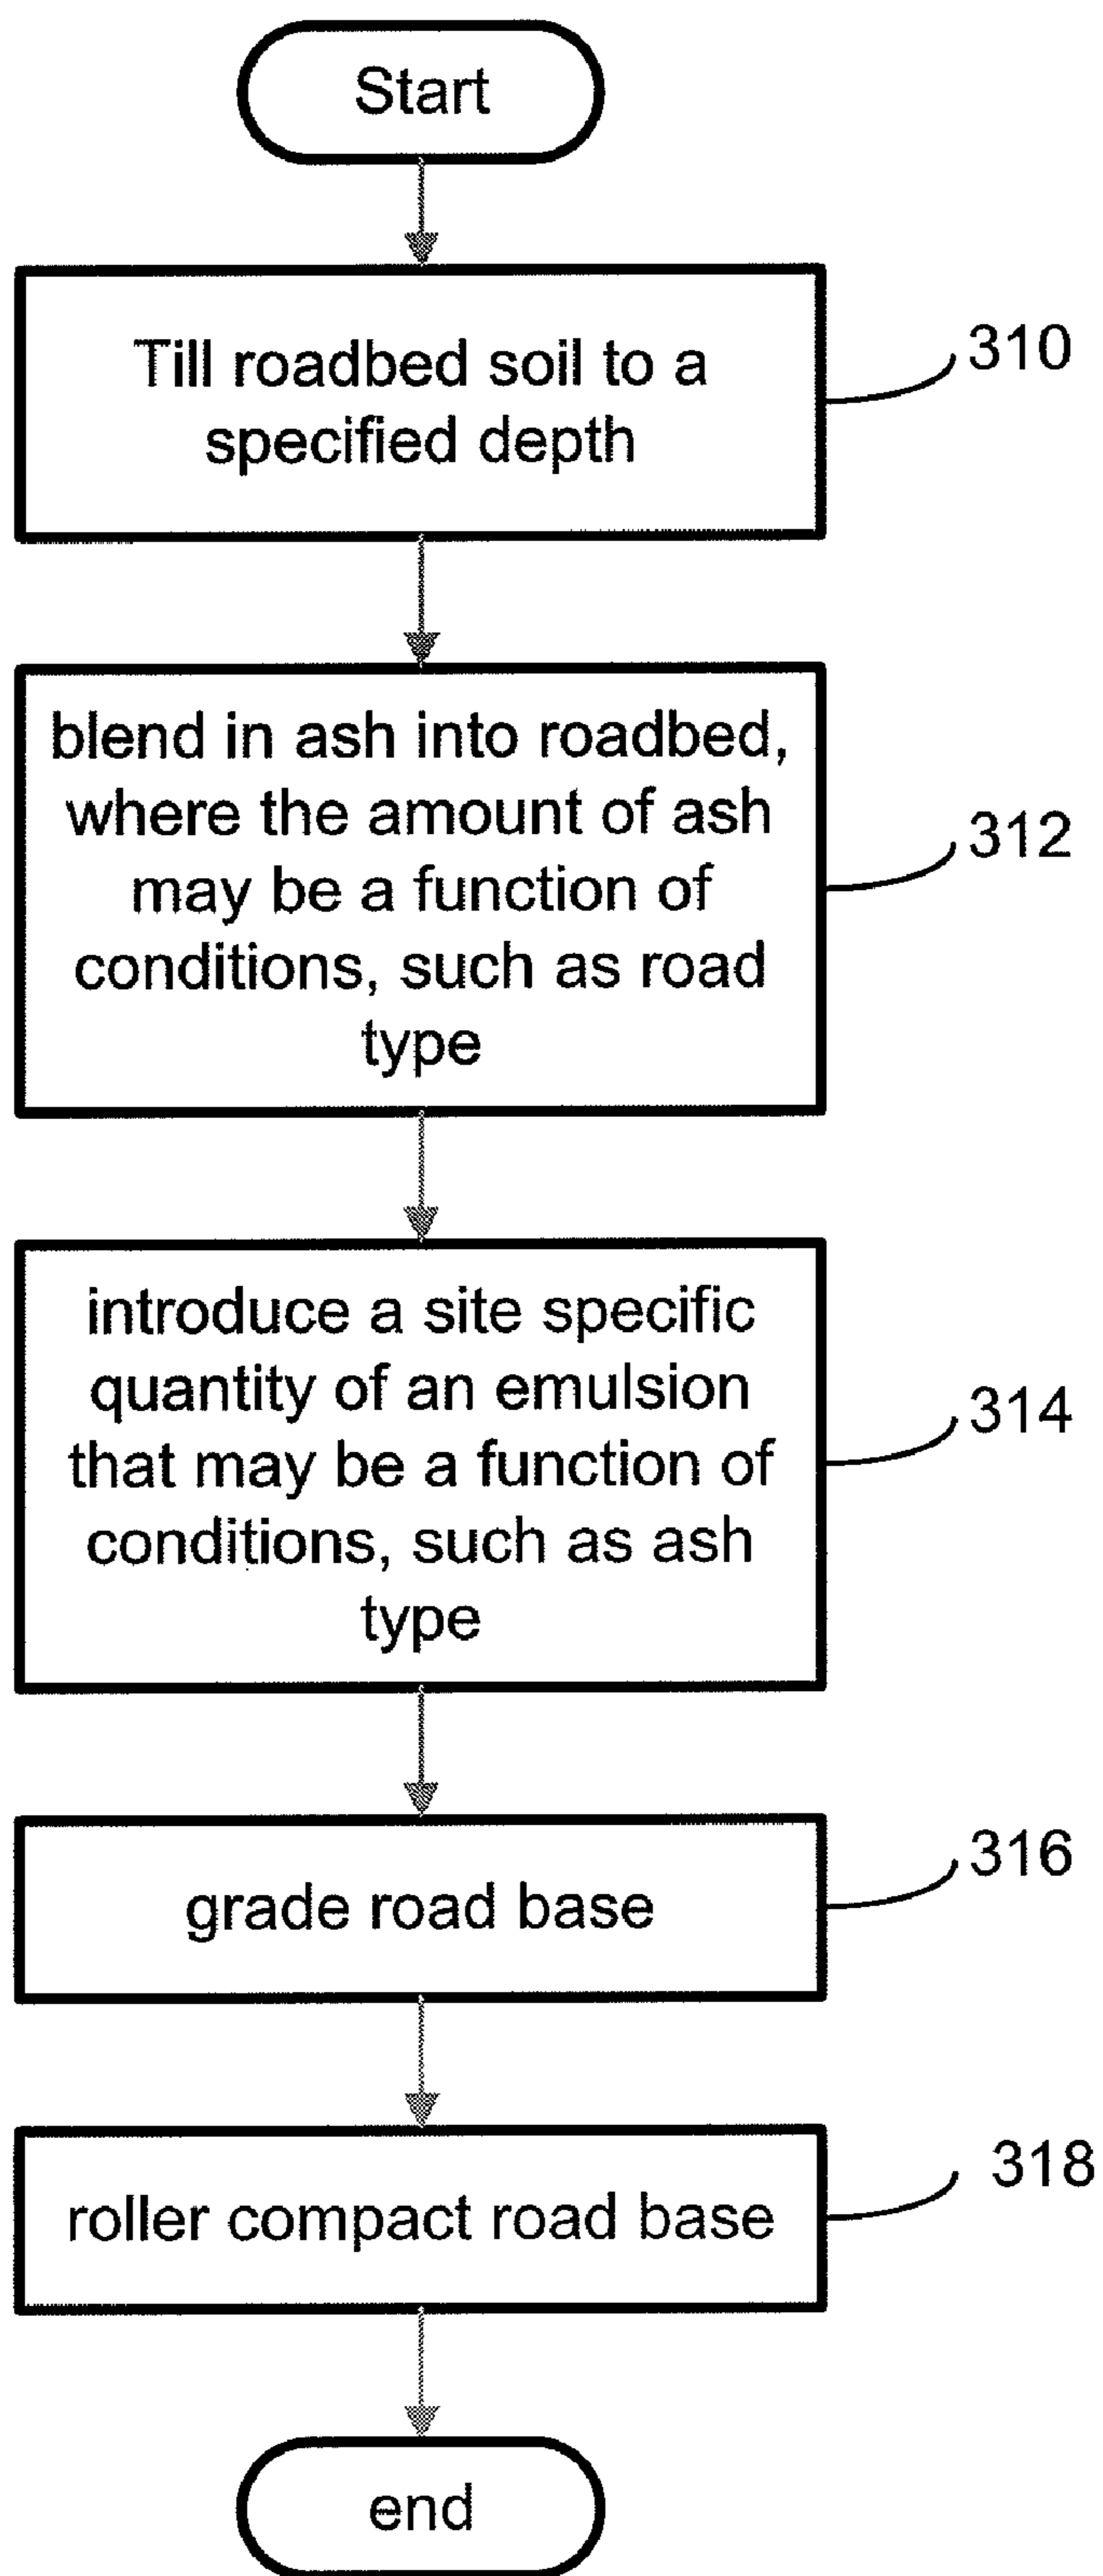 Start
Till roadbed soil to a
specified depth
310
blend in ash into roadbed,
where the amount of ash
may be a function of
conditions, such as road
type
312
introduce a site specific
quantity of an emulsion
that may be a function of
conditions, such as ash
type
314
grade road base
316
roller compact road base
318
end